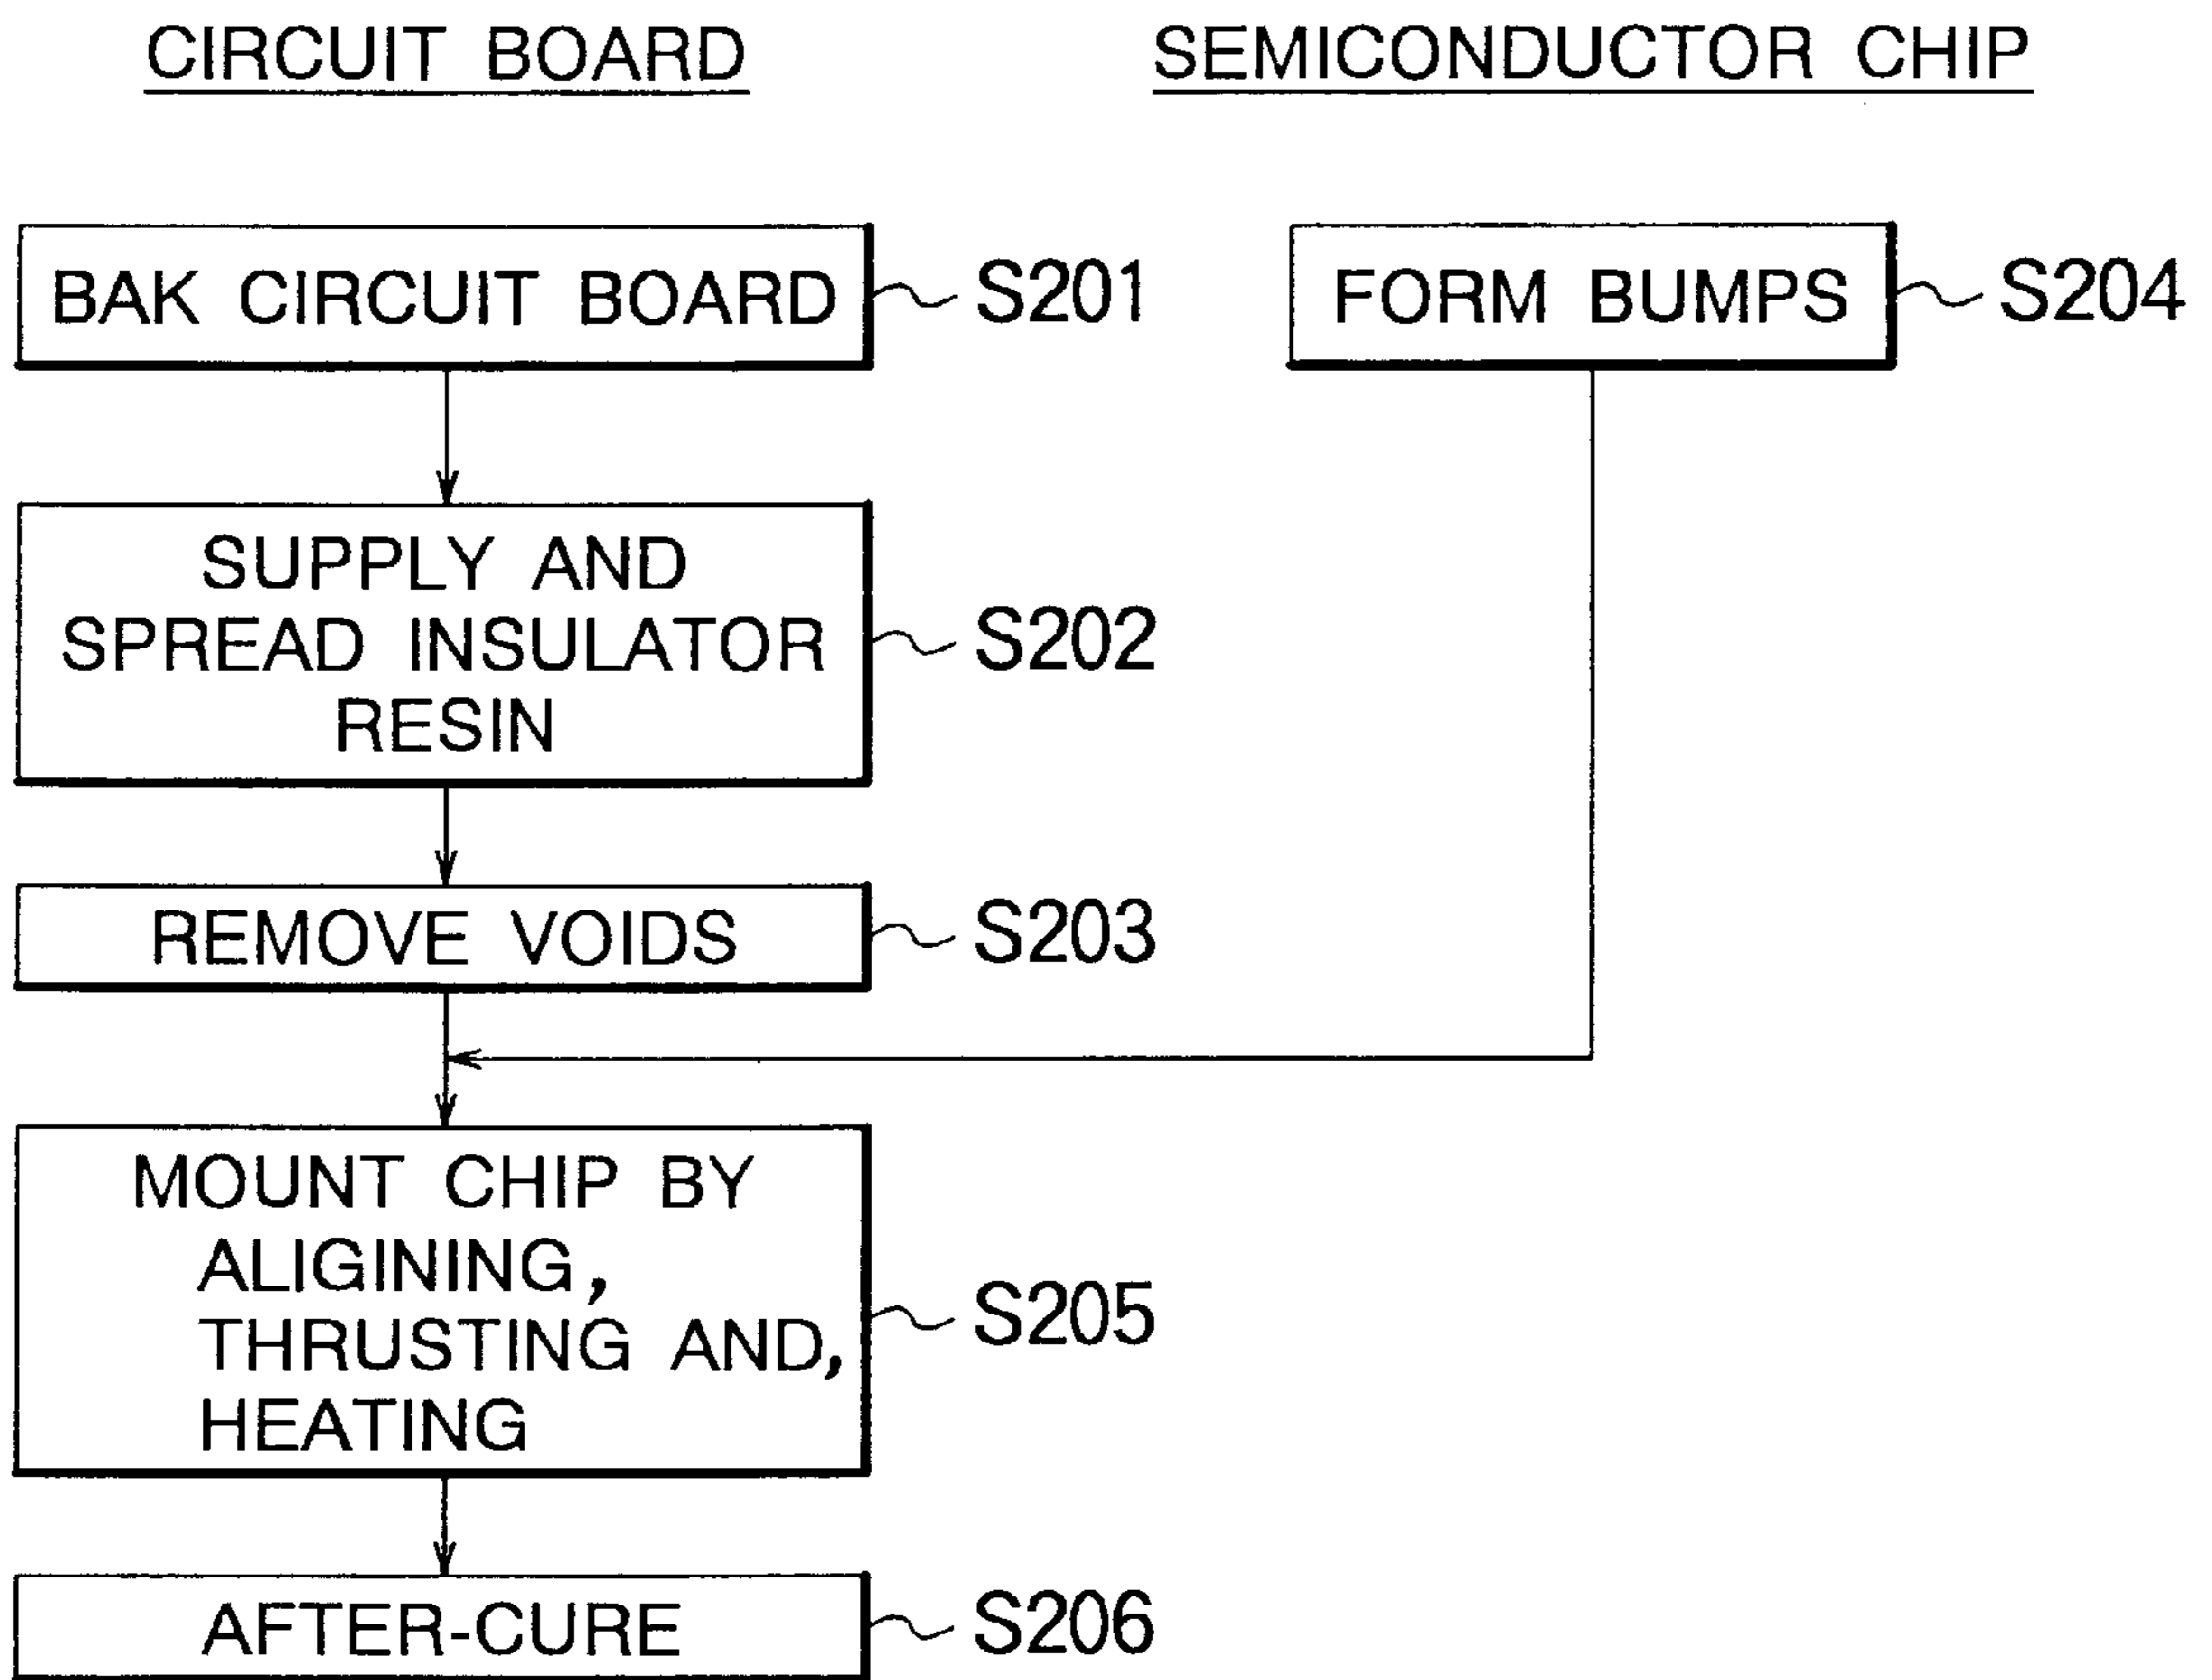 CIRCUIT BOARD
SEMICONDUCTOR CHIP
BAK CIRCUIT BOARD
S201
FORM BUMPS
S204
SUPPLY AND
SPREAD INSULATOR
RESIN
S202
REMOVE VOIDS
S203
MOUNT CHIP BY
ALIGINING,
THRUSTING AND,
HEATING
S205
AFTER-CURE
S206